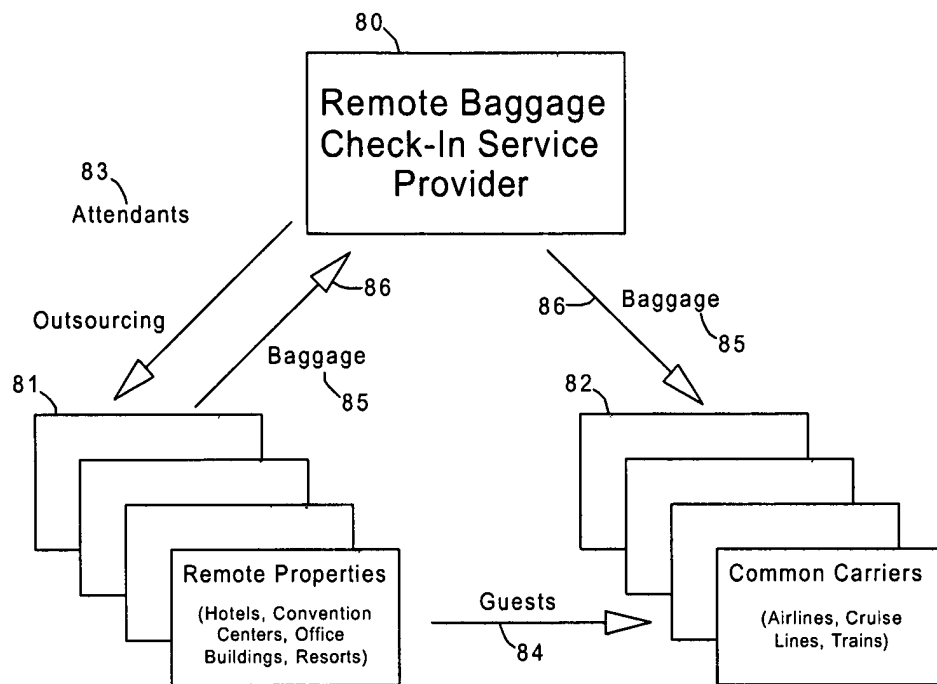 80
Remote Baggage
Check-In Service
Provider
83
Attendants
86
86
Baggage
85
Outsourcing
Baggage
85
81
82
Remote Properties
(Hotels, Convention
Centers, Office
Buildings, Resorts)
Guests
84
Common Carriers
(Airlines, Cruise
Lines, Trains)